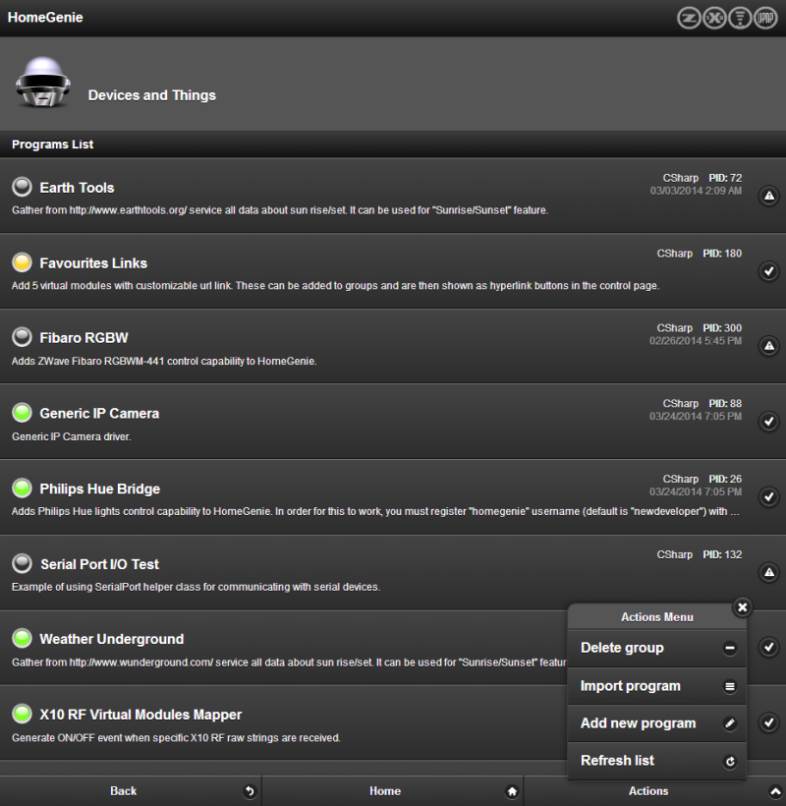 HomeGenie
Devices and Things
Programs List
Earth Tools
CSharp PID: 72
03/03/2014 2:09 AM
Gather from http://www.earthtools.org/ service all data about sun rise/set. It can be used for "Sunrise/Sunset" feature.
Favourites Links
CSharp PID: 180
Add 5 virtual modules with customizable url link. These can be added to groups and are then shown as hyperlink buttons in the control page.
Fibaro RGBW
CSharp PID: 300
02/26/2014 5:45 PM
Adds ZWave Fibaro RGBWM-441 control capability to HomeGenie.
Generic IP Camera
CSharp PID: 88
03/24/2014 7:05 PM
Generic IP Camera driver.
Philips Hue Bridge
CSharp PID: 26
03/24/2014 7:05 PM
Adds Philips Hue lights control capability to HomeGenie. In order for this to work, you must register "homegenie" username (default is "newdeveloper") with ...
Serial Port I/O Test
CSharp PID: 132
Example of using SerialPort helper class for communicating with serial devices.
Weather Underground
Gather from http://www.wunderground.com/ service all data about sun rise/set. It can be used for "Sunrise/Sunset" featur
X10 RF Virtual Modules Mapper
Generate ON/OFF event when specific X10 RF raw strings are received.
Actions Menu
Delete group
Import program
Add new program
Refresh list
Back
Home
Actions